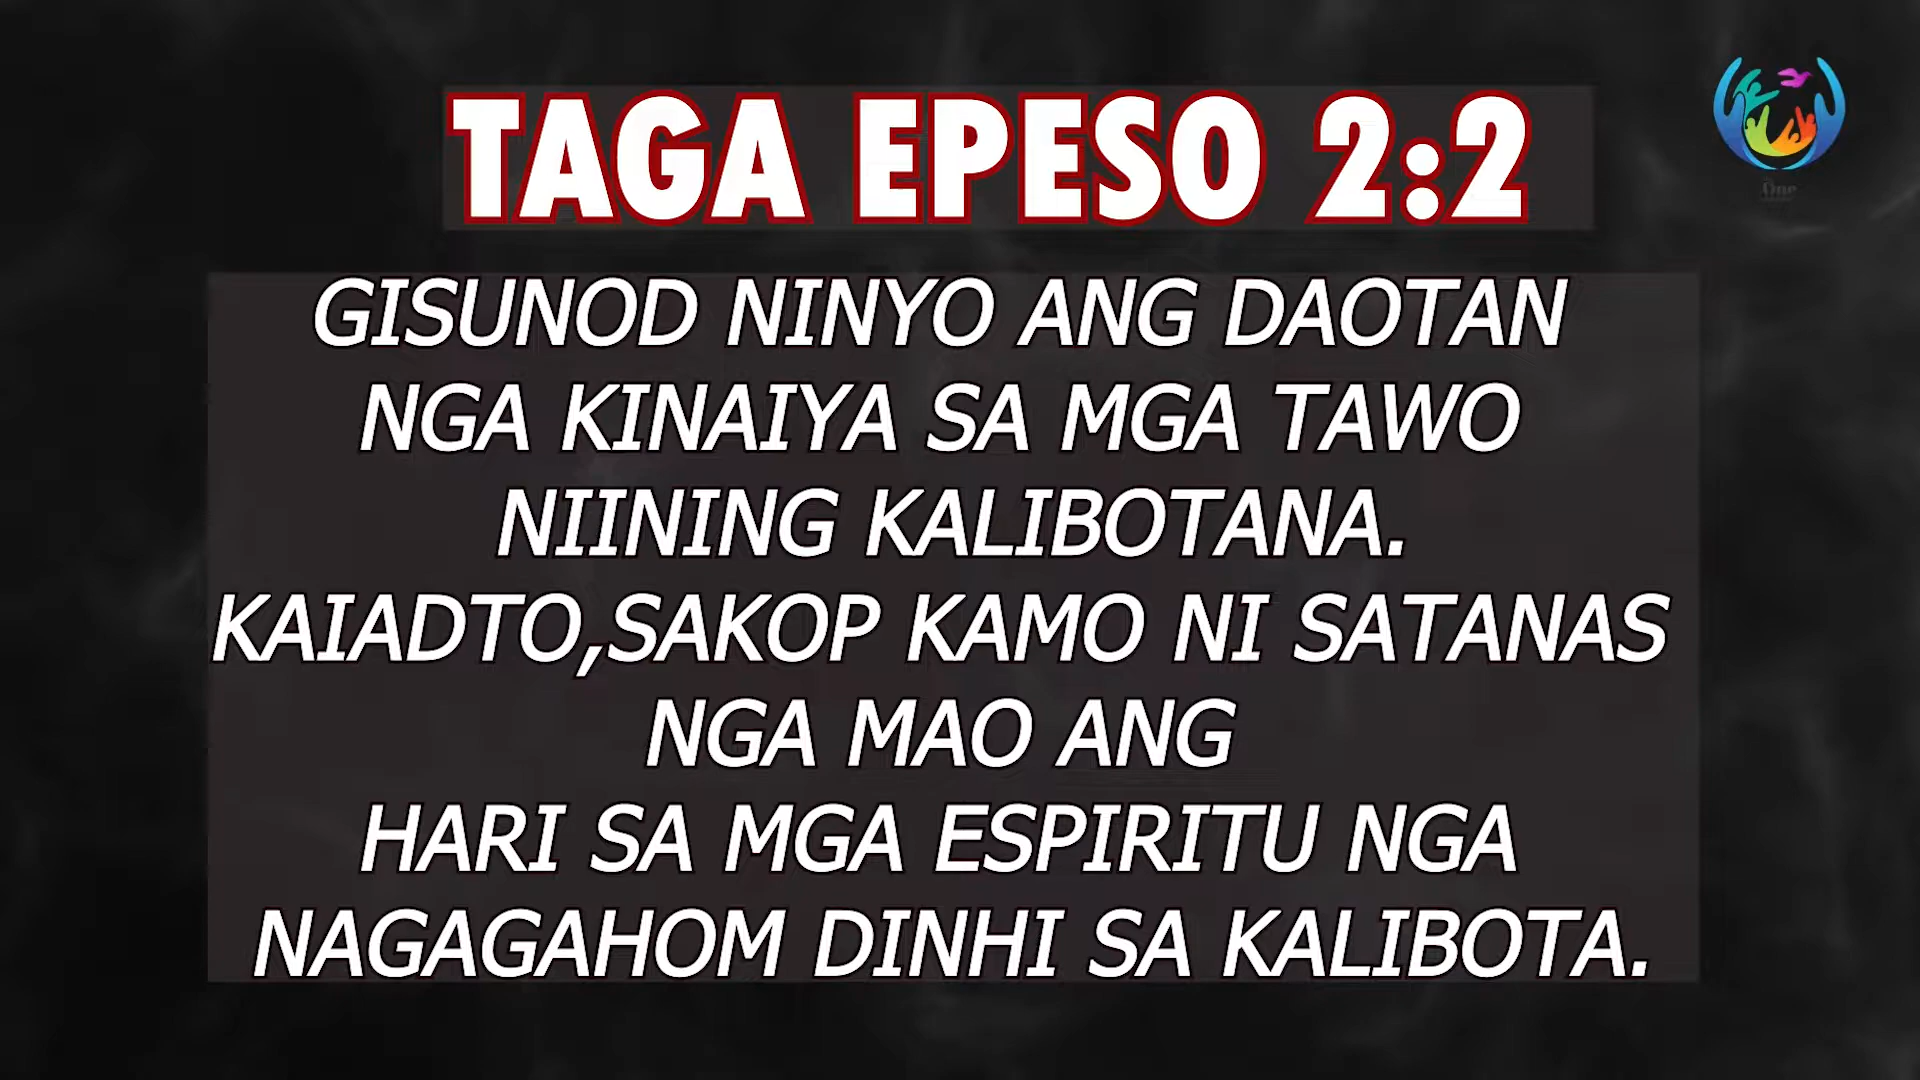 TAGA EPESO 2:2
GISUNOD NINYO ANG DAOTAN
NGA KINAIYA SA MGA TAWO
NIINING KALIBOTANA.
KAIADTO,SAKOP KAMO NI SATANAS
NGA MAO ANG
HARI SA MGA ESPIRITU NGA
NAGAGAHOM DINHI SA KALIBOTA.